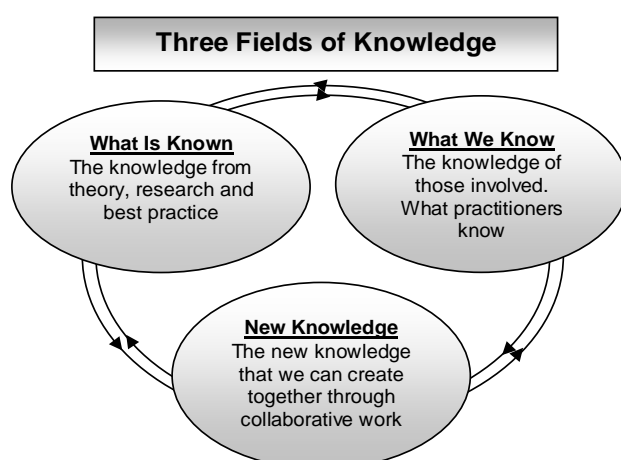 Three Fields of Knowledge
What Is Known
The knowledge from
theory, research and
best practice
What We Know
The knowledge of
those involved.
What practitioners
know
New Knowledge
The new knowledge
that we can create
together through
collaborative work